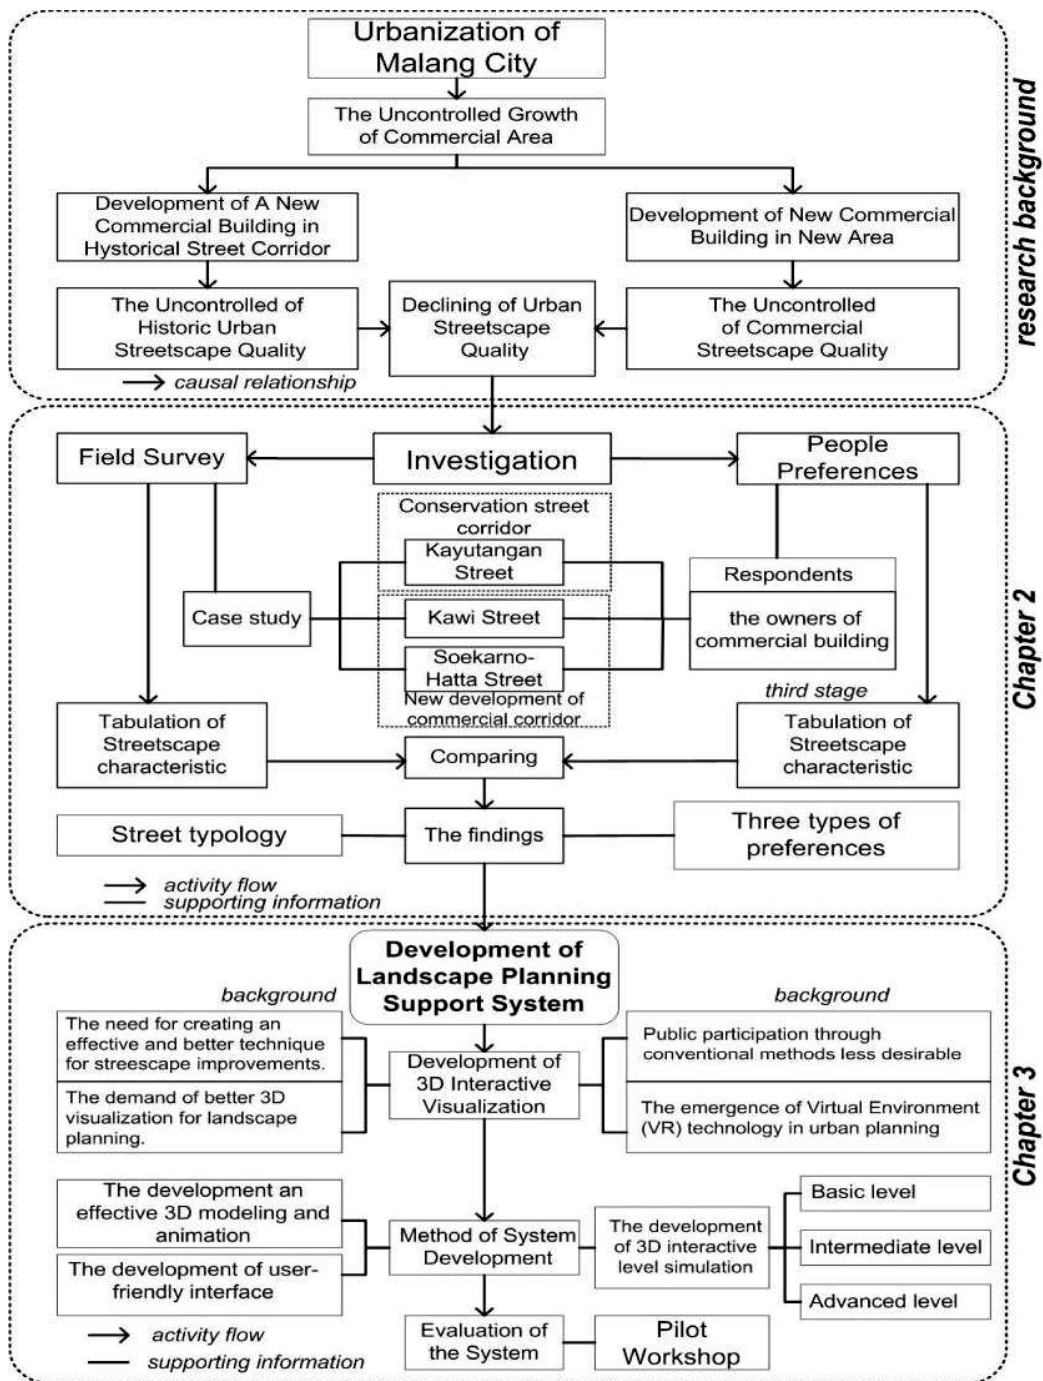 Urbanization of
Malang City
The Uncontrolled Growth
of Commercial Area
Development of A New
Commercial Building in
Hystorical Street Corridor
Development of New Commercial
Building in New Area
The Uncontrolled of
Historic Urban
Streetscape Quality
Declining of Urban
Streetscape
Quality
The Uncontrolled
of Commercial
Streetscape Quality
causal relationship
research background
Field Survey
Investigation
People
Preferences
Conservation street
corridor
Kayutangan
Street
Case study
Kawi Street
Soekarno-
Hatta Street
New development of
commercial corridor
Respondents
the owners of
commercial building
third stage
Tabulation of
Streetscape
characteristic
Comparing
Tabulation of
Streetscape
characteristic
Street typology
The findings
Three types of
preferences
activity flow
supporting information
Chapter 2
Development of
Landscape Planning
Support System
background
background
The need for creating an
effective and better technique
for streescape improvements.
The demand of better 3D
visualization for landscape
planning.
Development of
3D Interactive
Visualization
Public participation through
conventional methods less desirable
The emergence of Virtual Environment
(VR) technology in urban planning
The development an
effective 3D modeling and
animation
The development of user-
friendly interface
Method of System
Development
The development
of 3D interactive
level simulation
Basic level
Intermediate level
Advanced level
Evaluation of
the System
Pilot
Workshop
activity flow
supporting information
Chapter 3